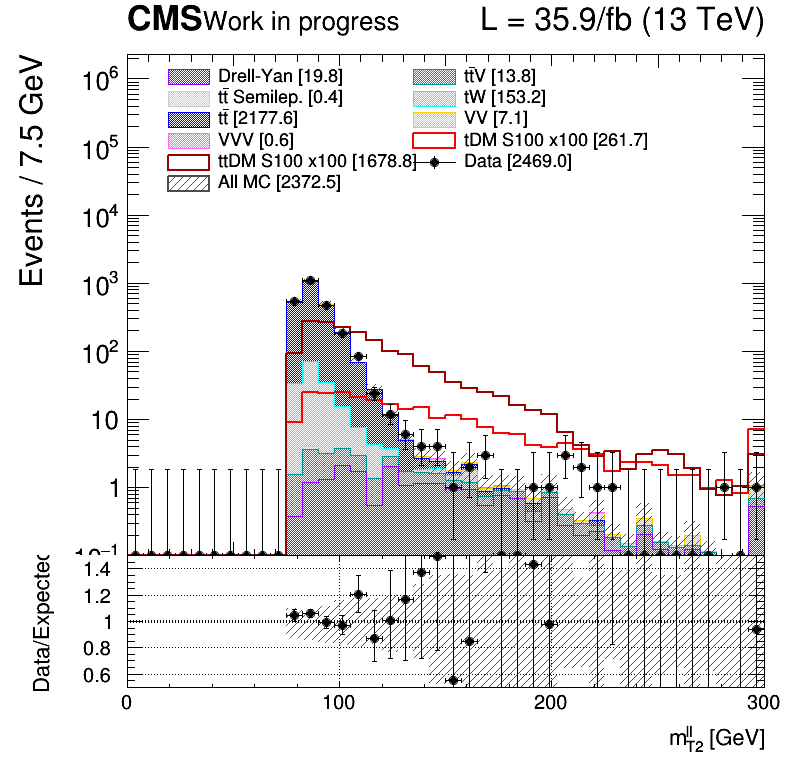 CMS Work in progress L = 35.9/fb (13 TeV)
Events / 7.5 GeV
10⁶
10⁵
10⁴
10³
10²
10
1
10⁻¹
Drell-Yan [19.8]
tt̄V [13.8]
tt̄ Semilep. [0.4]
tW [153.2]
tt̄ [2177.6]
VV [7.1]
VVV [0.6]
tDM S100 x100 [261.7]
ttDM S100 x100 [1678.8]
Data [2469.0]
All MC [2372.5]
Data/Expected
1.4
1.2
1
0.8
0.6
0 100 200 300
m_{T2}^{ll} [GeV]